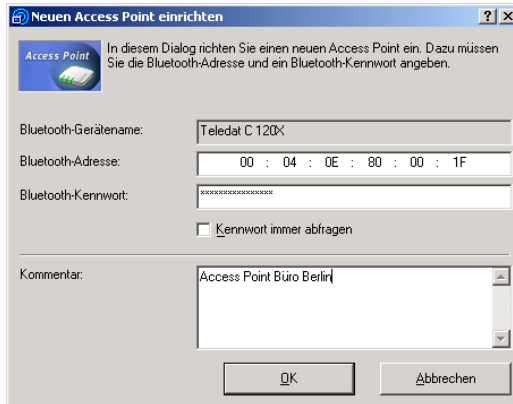 Neuen Access Point einrichten
Access Point
In diesem Dialog richten Sie einen neuen Access Point ein. Dazu müssen
Sie die Bluetooth-Adresse und ein Bluetooth-Kennwort angeben.
Bluetooth-Gerätename: Teledat C 120X
Bluetooth-Adresse: 00 : 04 : 0E : 80 : 00 : 1F
Bluetooth-Kennwort: ****************
Kennwort immer abfragen
Kommentar: Access Point Büro Berlin
OK Abbrechen